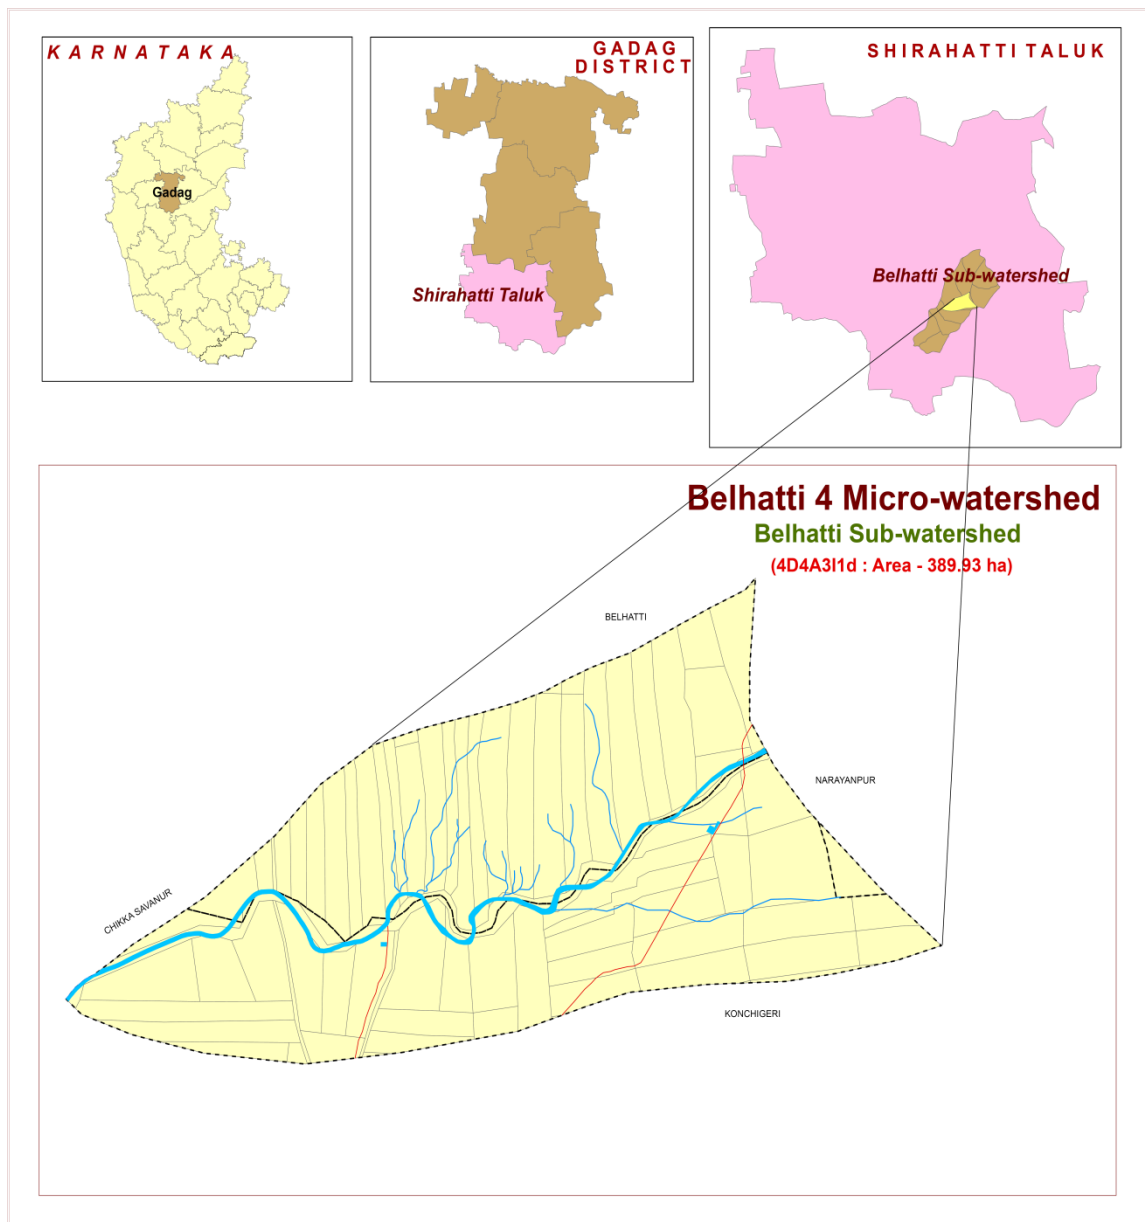 KARNATAKA
Gadag
GADAG
DISTRICT
Shirahatti Taluk
SHIRAHATTI TALUK
Belhatti Sub-watershed
Belhatti 4 Micro-watershed
Belhatti Sub-watershed
(4D4A3I1d : Area - 389.93 ha)
BELHATTI
NARAYANPUR
CHIKKA SAVANUR
KONCHIGERI